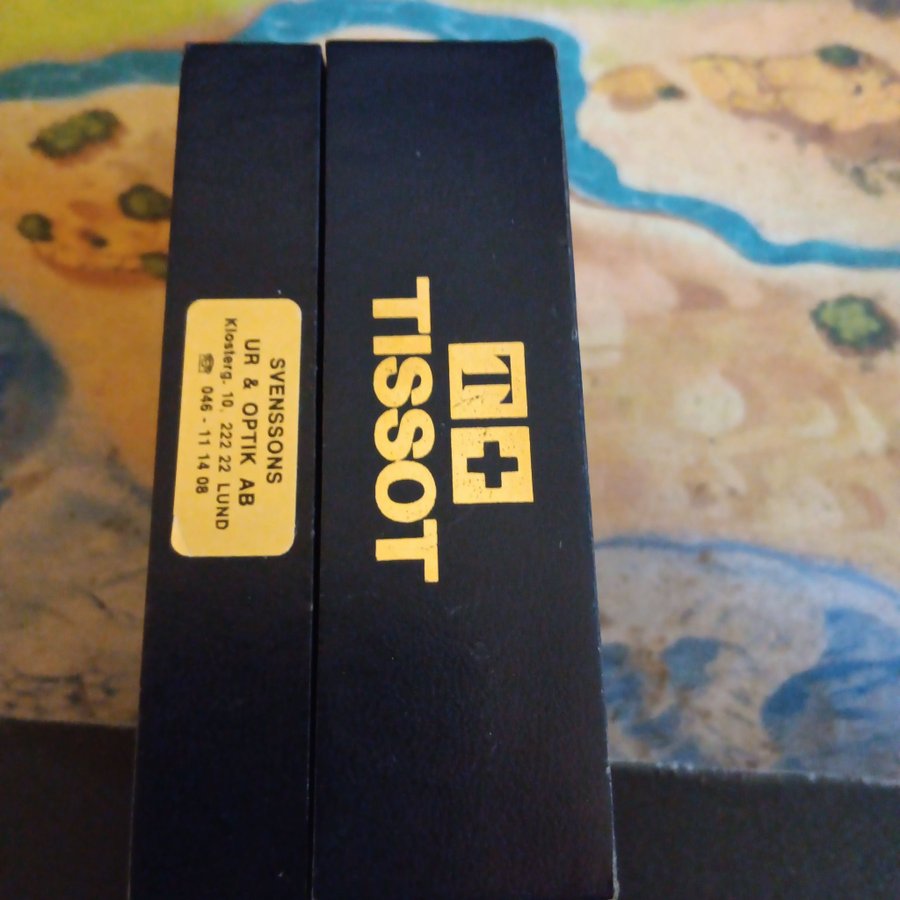 SVENSSONS
UR & OPTIK AB
Klosterg. 10, 222 22 LUND
☎ 046 - 11 14 08
T+
TISSOT